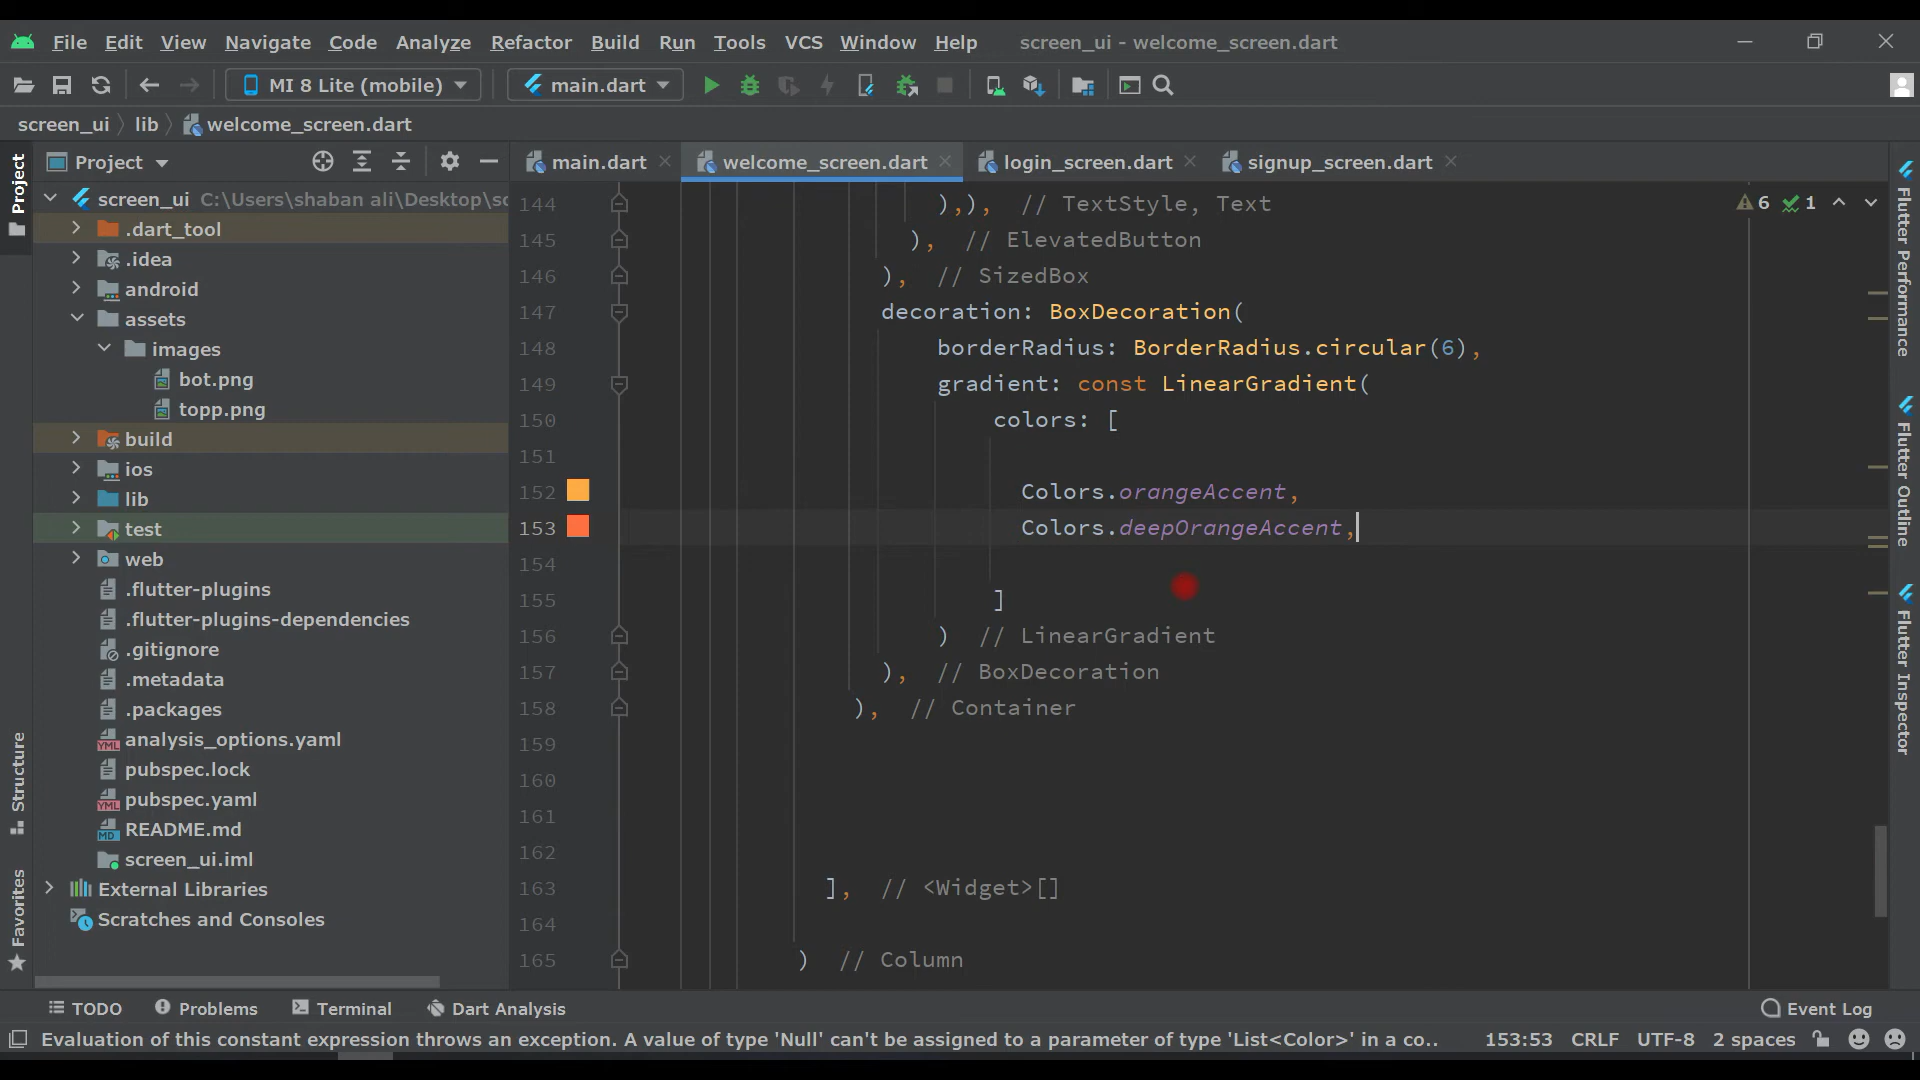 File Edit View Navigate Code Analyze Refactor Build Run Tools VCS Window Help screen_ui - welcome_screen.dart
MI 8 Lite (mobile) main.dart
screen_ui lib welcome_screen.dart
Project
main.dart
welcome_screen.dart
login_screen.dart
signup_screen.dart
Project
screen_ui C:\Users\shaban ali\Desktop\sc
.dart_tool
.idea
android
assets
images
bot.png
topp.png
build
ios
lib
test
web
.flutter-plugins
.flutter-plugins-dependencies
.gitignore
.metadata
.packages
analysis_options.yaml
pubspec.lock
pubspec.yaml
README.md
screen_ui.iml
External Libraries
Scratches and Consoles
Structure
Favorites
144 ),), // TextStyle, Text
145 ), // ElevatedButton
146 ), // SizedBox
147 decoration: BoxDecoration(
148 borderRadius: BorderRadius.circular(6),
149 gradient: const LinearGradient(
150 colors: [
151
152 Colors.orangeAccent,
153 Colors.deepOrangeAccent,
154
155 ]
156 ) // LinearGradient
157 ), // BoxDecoration
158 ), // Container
159
160
161
162
163 ], // <Widget>[]
164
165 ) // Column
6 1
Flutter Performance
Flutter Outline
Flutter Inspector
TODO Problems Terminal Dart Analysis Event Log
Evaluation of this constant expression throws an exception. A value of type 'Null' can't be assigned to a parameter of type 'List<Color>' in a co.. 153:53 CRLF UTF-8 2 spaces